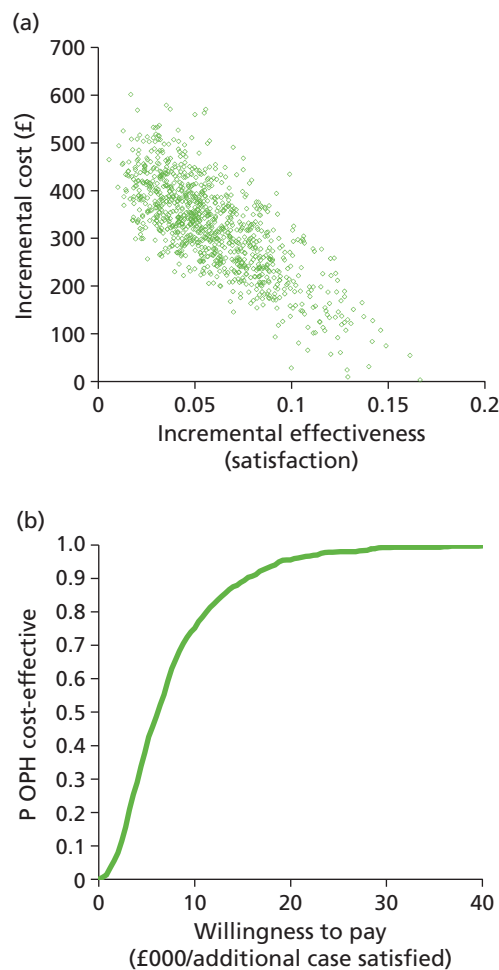 (a)
700
600
500
400
300
200
100
0
Incremental cost (£)
0 0.05 0.1 0.15 0.2
Incremental effectiveness
(satisfaction)
(b)
1.0
0.9
0.8
0.7
0.6
0.5
0.4
0.3
0.2
0.1
0
P OPH cost-effective
0 10 20 30 40
Willingness to pay
(£000/additional case satisfied)